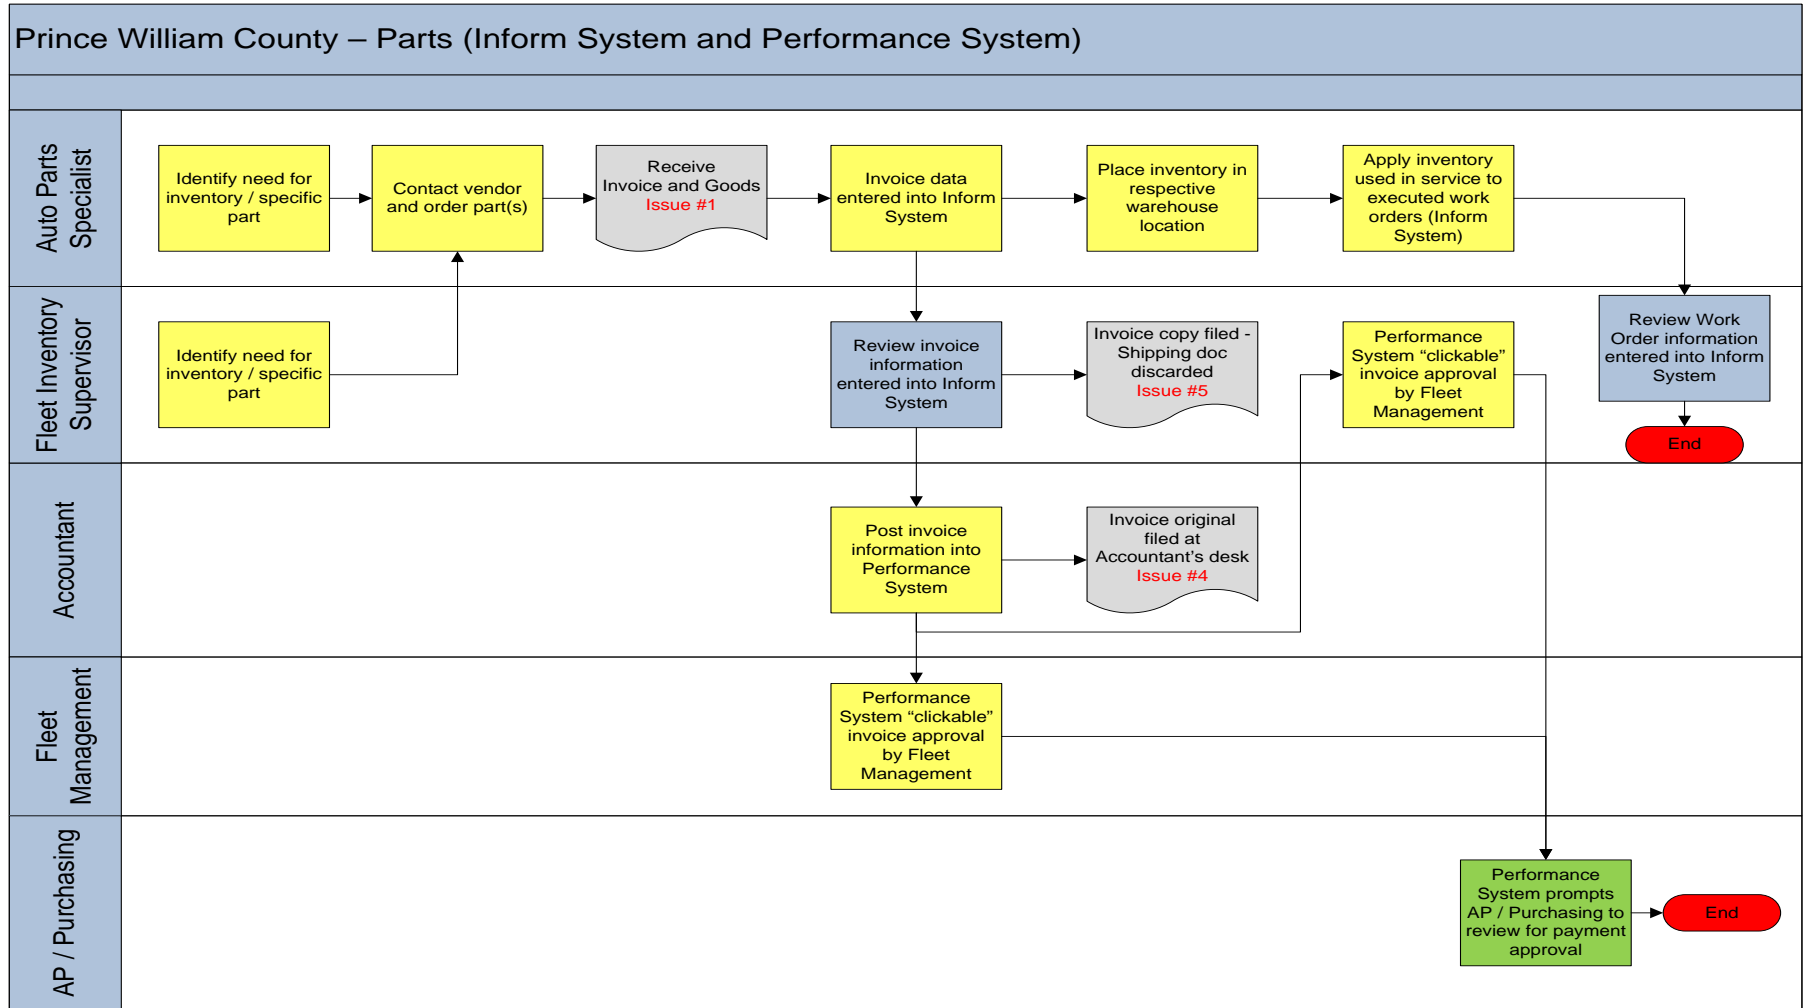 Prince William County – Parts (Inform System and Performance System)
Auto Parts
Specialist
Identify need for
inventory / specific
part
Contact vendor
and order part(s)
Receive
Invoice and Goods
Issue #1
Invoice data
entered into Inform
System
Place inventory in
respective
warehouse
location
Apply inventory
used in service to
executed work
orders (Inform
System)
Fleet Inventory
Supervisor
Identify need for
inventory / specific
part
Review invoice
information
entered into Inform
System
Invoice copy filed -
Shipping doc
discarded
Issue #5
Performance
System “clickable”
invoice approval
by Fleet
Management
Review Work
Order information
entered into Inform
System
End
Accountant
Post invoice
information into
Performance
System
Invoice original
filed at
Accountant’s desk
Issue #4
Fleet
Management
Performance
System “clickable”
invoice approval
by Fleet
Management
AP / Purchasing
Performance
System prompts
AP / Purchasing to
review for payment
approval
End